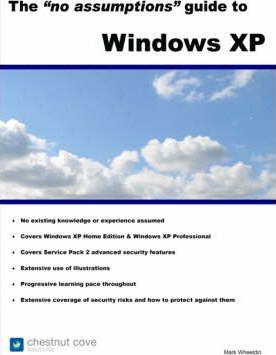 The “no assumptions” guide to
Windows XP
• No existing knowledge or experience assumed
• Covers Windows XP Home Edition & Windows XP Professional
• Covers Service Pack 2 advanced security features
• Extensive use of illustrations
• Progressive learning pace throughout
• Extensive coverage of security risks and how to protect against them
chestnut cove
SOLUTIONS
Mark Wheeldin